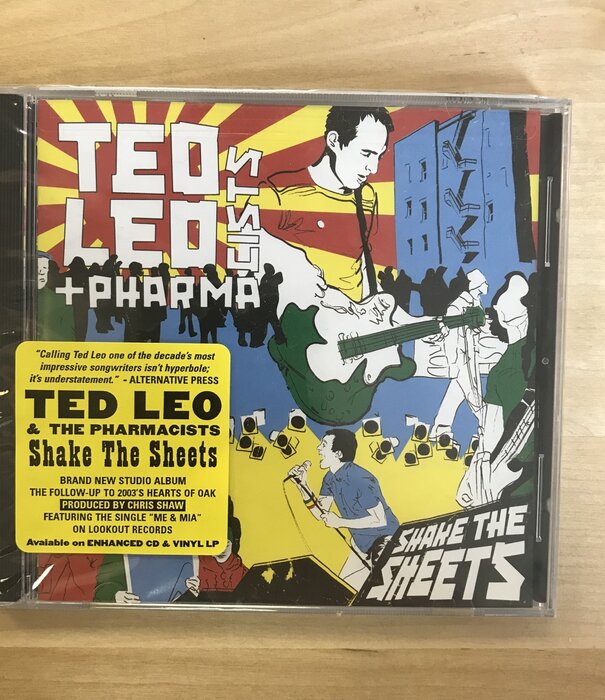 TED
LEO
+PHARMA
CISTS
"Calling Ted Leo one of the decade's most
impressive songwriters isn't hyperbole;
it's understatement." - ALTERNATIVE PRESS
TED LEO
& THE PHARMACISTS
Shake The Sheets
BRAND NEW STUDIO ALBUM
THE FOLLOW-UP TO 2003'S HEARTS OF OAK
PRODUCED BY CHRIS SHAW
FEATURING THE SINGLE "ME & MIA"
ON LOOKOUT RECORDS
Available on ENHANCED CD & VINYL LP
SHAKE THE
SHEETS